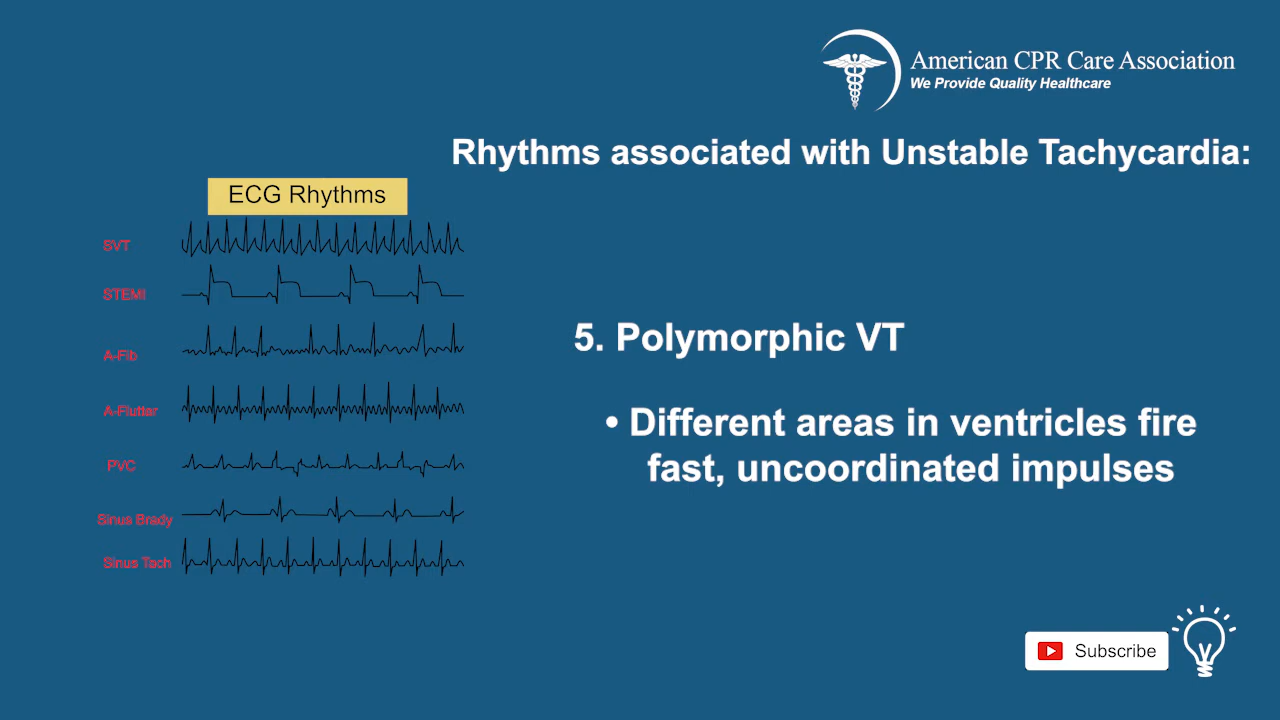 American CPR Care Association
We Provide Quality Healthcare
Rhythms associated with Unstable Tachycardia:
ECG Rhythms
SVT
STEMI
A-Fib
A-Flutter
PVC
Sinus Brady
Sinus Tach
5. Polymorphic VT
• Different areas in ventricles fire
fast, uncoordinated impulses
Subscribe